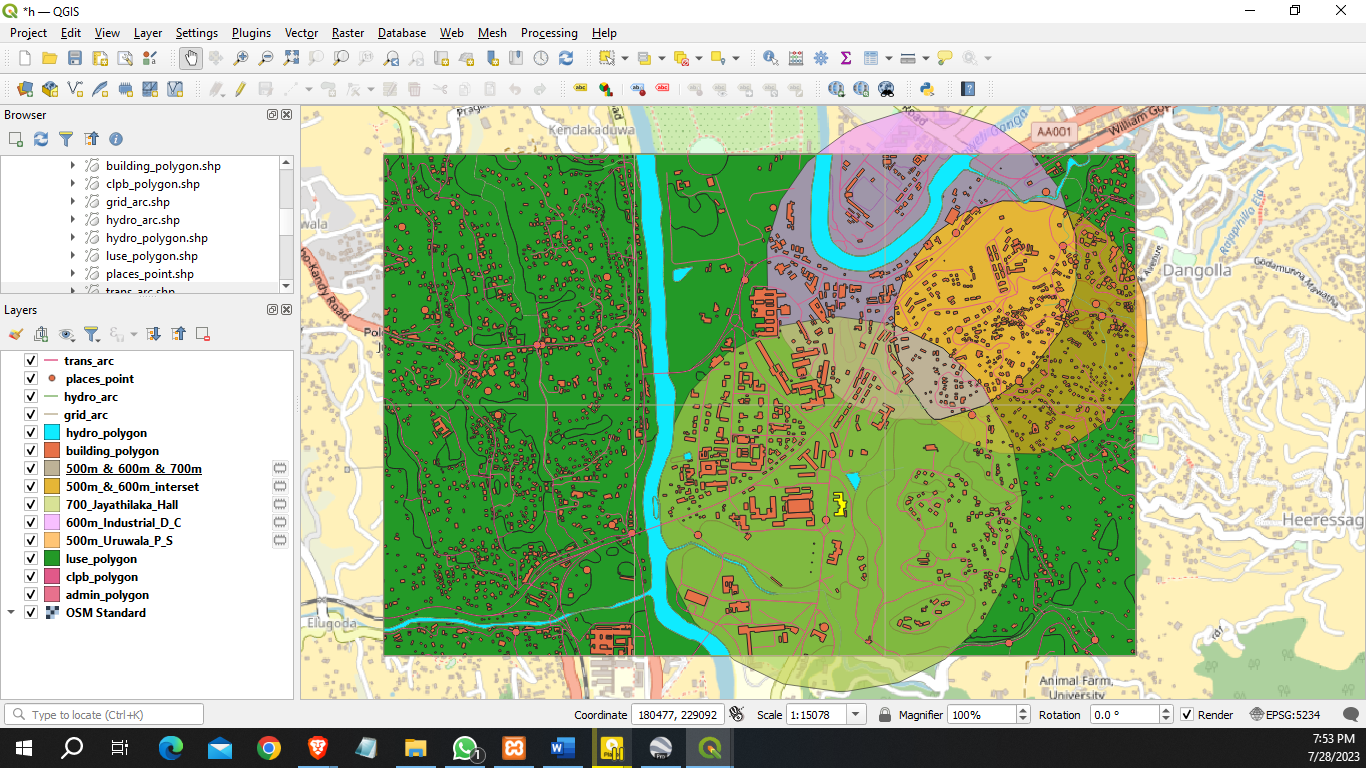 *h — QGIS
Project Edit View Layer Settings Plugins Vector Raster Database Web Mesh Processing Help
Browser
building_polygon.shp
clpb_polygon.shp
grid_arc.shp
hydro_arc.shp
hydro_polygon.shp
luse_polygon.shp
places_point.shp
trans_arc.shp
Layers
trans_arc
places_point
hydro_arc
grid_arc
hydro_polygon
building_polygon
500m_&_600m_&_700m
500m_&_600m_interset
700_Jayathilaka_Hall
600m_Industrial_D_C
500m_Uruwala_P_S
luse_polygon
clpb_polygon
admin_polygon
OSM Standard
Kendakaduwa
Road
AA001
William Gop
Dangolla
Godamunna Mawatha
Heeressag
Elugoda
Animal Farm,
University
Type to locate (Ctrl+K)
Coordinate 180477, 229092 Scale 1:15078 Magnifier 100% Rotation 0.0 ° Render EPSG:5234
1
7:53 PM
7/28/2023